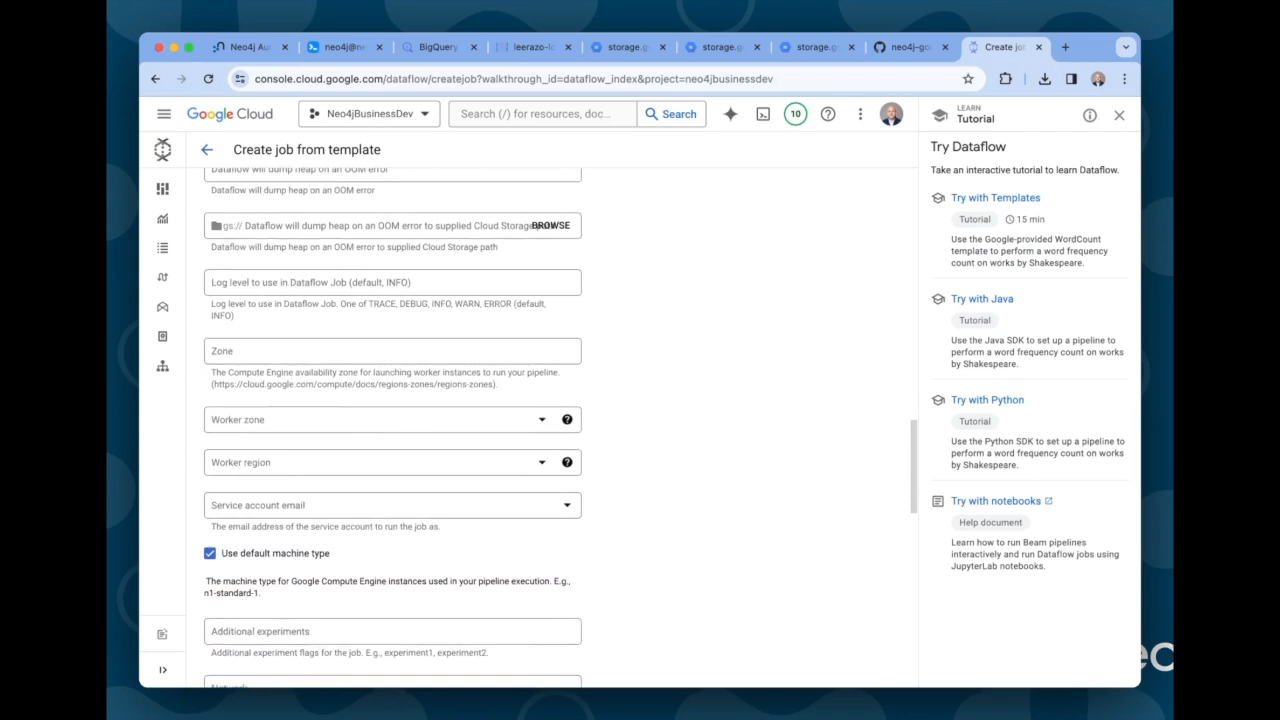 Neo4j Au
neo4j@ne
BigQuery
leerazo-lo
storage.g
storage.g
storage.g
neo4j-go
Create jo
console.cloud.google.com/dataflow/createjob?walkthrough_id=dataflow_index&project=neo4jbusinessdev
Google Cloud
Neo4jBusinessDev
Search (/) for resources, doc...
Search
10
LEARN
Tutorial
Create job from template
Dataflow will dump heap on an OOM error
Dataflow will dump heap on an OOM error
gs:// Dataflow will dump heap on an OOM error to supplied Cloud Storage
BROWSE
Dataflow will dump heap on an OOM error to supplied Cloud Storage path
Log level to use in Dataflow Job (default, INFO)
Log level to use in Dataflow Job. One of TRACE, DEBUG, INFO, WARN, ERROR (default,
INFO)
Zone
The Compute Engine availability zone for launching worker instances to run your pipeline.
(https://cloud.google.com/compute/docs/regions-zones/regions-zones).
Worker zone
Worker region
Service account email
The email address of the service account to run the job as.
Use default machine type
The machine type for Google Compute Engine instances used in your pipeline execution. E.g.,
n1-standard-1.
Additional experiments
Additional experiment flags for the job. E.g., experiment1, experiment2.
Network
Try Dataflow
Take an interactive tutorial to learn Dataflow.
Try with Templates
Tutorial
15 min
Use the Google-provided WordCount
template to perform a word frequency
count on works by Shakespeare.
Try with Java
Tutorial
Use the Java SDK to set up a pipeline to
perform a word frequency count on works
by Shakespeare.
Try with Python
Tutorial
Use the Python SDK to set up a pipeline to
perform a word frequency count on works
by Shakespeare.
Try with notebooks
Help document
Learn how to run Beam pipelines
interactively and run Dataflow jobs using
JupyterLab notebooks.